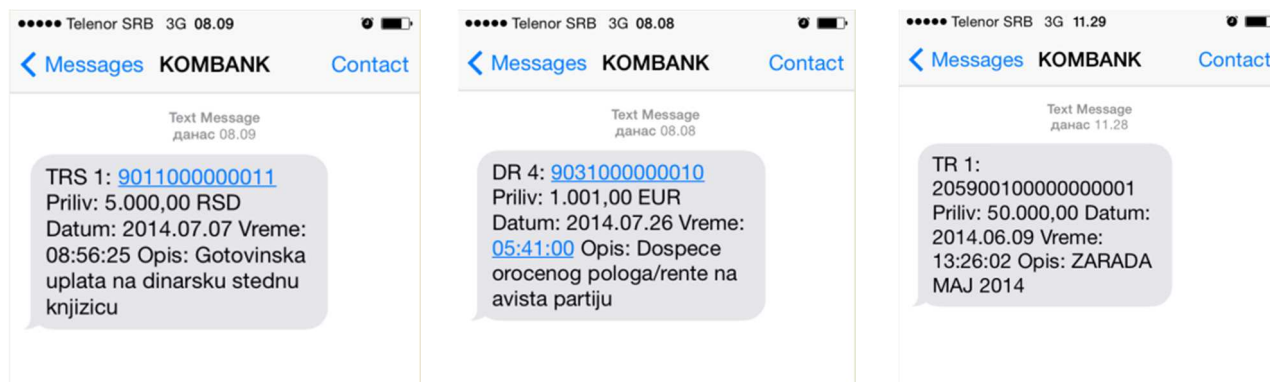 ●●●●● Telenor SRB 3G 08.09
Messages KOMBANK Contact
Text Message
данас 08.09
TRS 1: 9011000000011
Priliv: 5.000,00 RSD
Datum: 2014.07.07 Vreme:
08:56:25 Opis: Gotovinska
uplata na dinarsku stednu
knjizicu
●●●●● Telenor SRB 3G 08.08
Messages KOMBANK Contact
Text Message
данас 08.08
DR 4: 9031000000010
Priliv: 1.001,00 EUR
Datum: 2014.07.26 Vreme:
05:41:00 Opis: Dospece
orocenog pologa/rente na
avista partiju
●●●●● Telenor SRB 3G 11.29
Messages KOMBANK Contact
Text Message
данас 11.28
TR 1:
205900100000000001
Priliv: 50.000,00 Datum:
2014.06.09 Vreme:
13:26:02 Opis: ZARADA
MAJ 2014